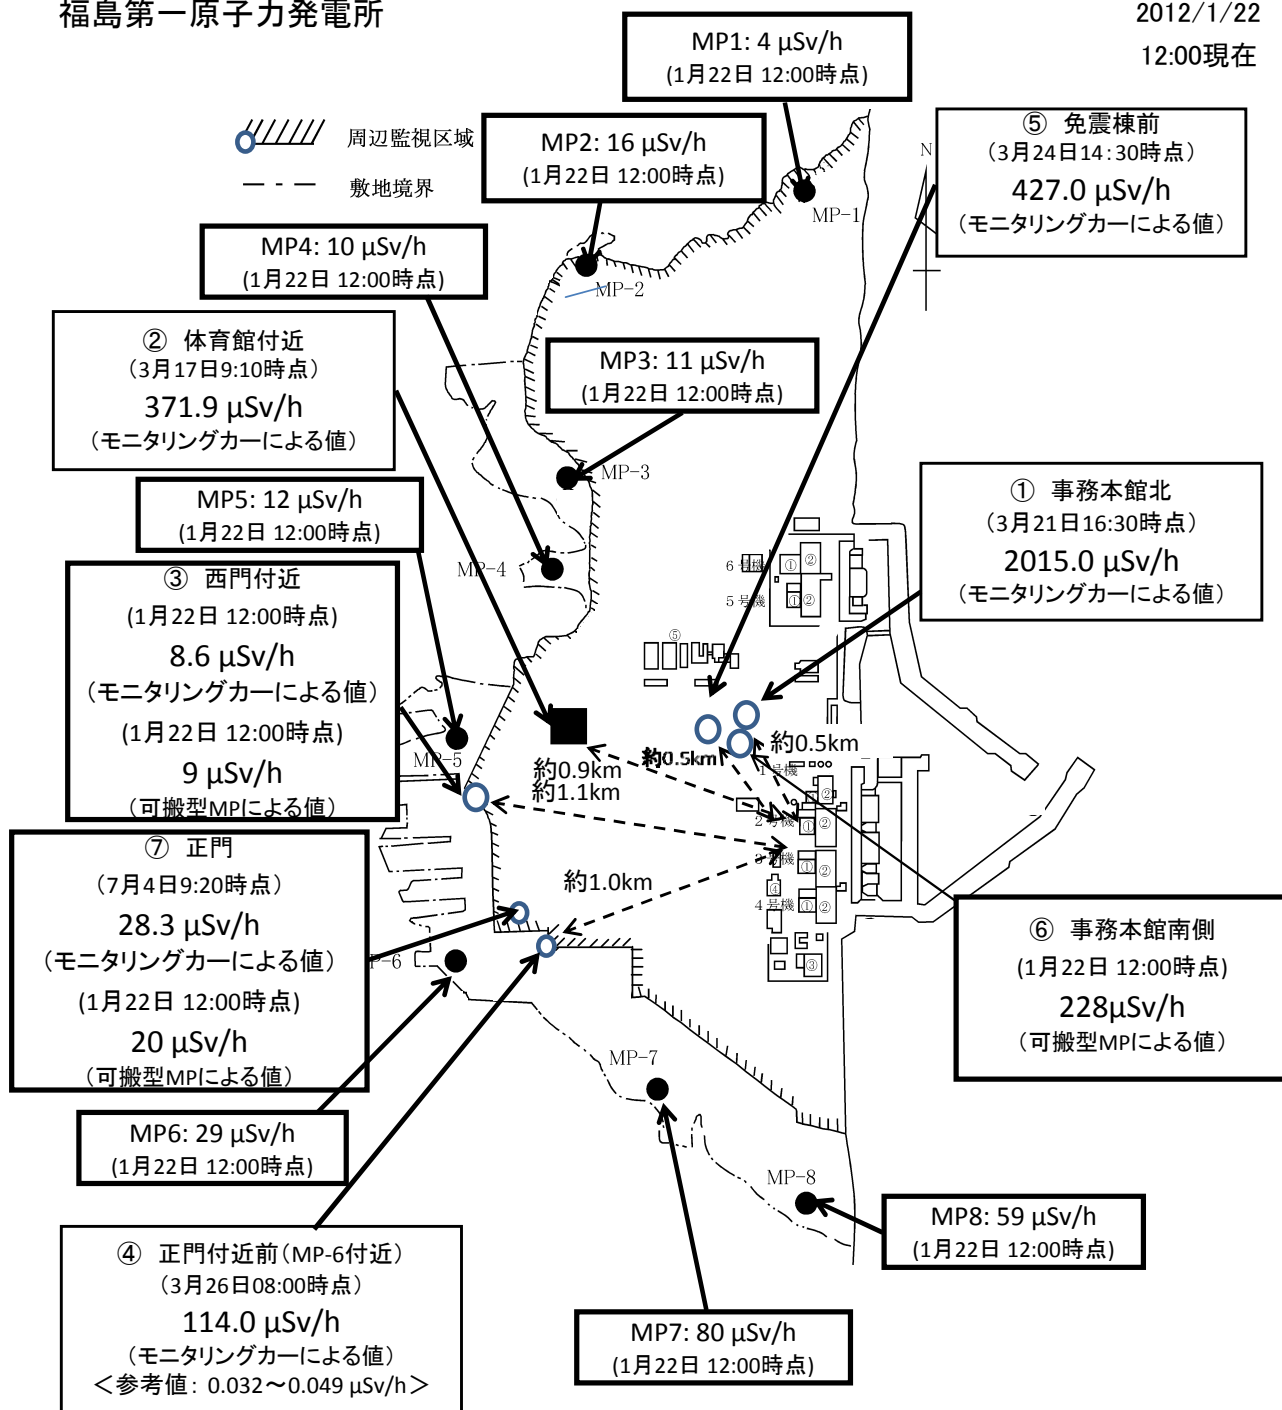 福島第一原子力発電所
2012/1/22
12:00現在
MP1: 4 μSv/h
(1月22日 12:00時点)
周辺監視区域
敷地境界
MP2: 16 μSv/h
(1月22日 12:00時点)
⑤ 免震棟前
(3月24日14:30時点)
427.0 μSv/h
(モニタリングカーによる値)
N
MP-1
MP4: 10 μSv/h
(1月22日 12:00時点)
MP-2
② 体育館付近
(3月17日9:10時点)
371.9 μSv/h
(モニタリングカーによる値)
MP3: 11 μSv/h
(1月22日 12:00時点)
MP-3
MP5: 12 μSv/h
(1月22日 12:00時点)
① 事務本館北
(3月21日16:30時点)
2015.0 μSv/h
(モニタリングカーによる値)
MP-4
6号機
① ②
5号機
① ②
③ 西門付近
(1月22日 12:00時点)
8.6 μSv/h
(モニタリングカーによる値)
(1月22日 12:00時点)
9 μSv/h
(可搬型MPによる値)
⑤
MP-5
約0.9km
約1.1km
約0.5km
約0.5km
1号機
②
2号機
① ②
3号機
① ②
④
4号機
① ②
③
約1.0km
⑦ 正門
(7月4日9:20時点)
28.3 μSv/h
(モニタリングカーによる値)
(1月22日 12:00時点)
20 μSv/h
(可搬型MPによる値)
P-6
⑥ 事務本館南側
(1月22日 12:00時点)
228μSv/h
(可搬型MPによる値)
MP-7
MP6: 29 μSv/h
(1月22日 12:00時点)
MP-8
MP8: 59 μSv/h
(1月22日 12:00時点)
④ 正門付近前(MP-6付近)
(3月26日08:00時点)
114.0 μSv/h
(モニタリングカーによる値)
＜参考値: 0.032～0.049 μSv/h＞
MP7: 80 μSv/h
(1月22日 12:00時点)